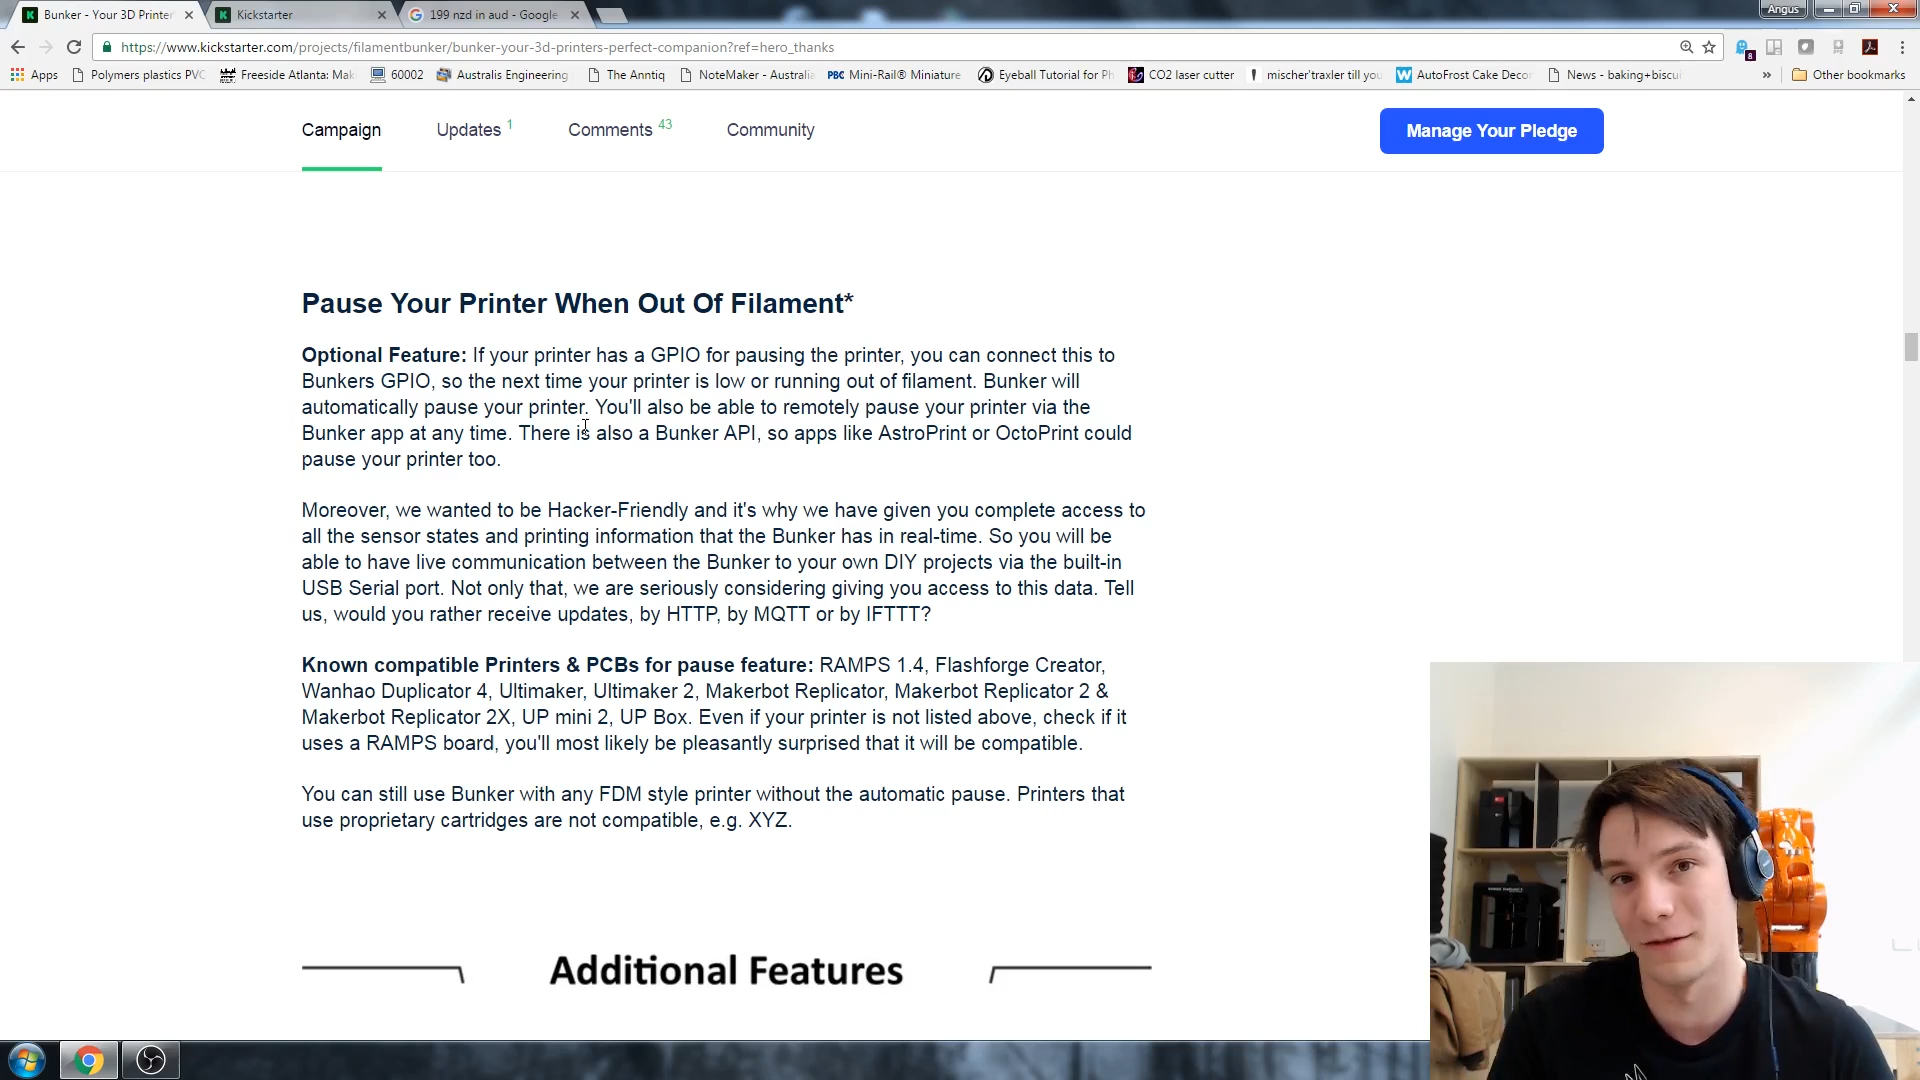 Bunker - Your 3D Printer
Kickstarter
199 nzd in aud - Google
Angus
https://www.kickstarter.com/projects/filamentbunker/bunker-your-3d-printers-perfect-companion?ref=hero_thanks
8
Apps
Polymers plastics PVC
Freeside Atlanta: Mak
60002
Australis Engineering
The Anntiq
NoteMaker - Australia
PBC Mini-Rail® Miniature
Eyeball Tutorial for Ph
CO2 laser cutter
mischer'traxler till you
W AutoFrost Cake Decor
News - baking+biscui
» Other bookmarks
Campaign
Updates 1
Comments 43
Community
Manage Your Pledge
Pause Your Printer When Out Of Filament*
Optional Feature: If your printer has a GPIO for pausing the printer, you can connect this to
Bunkers GPIO, so the next time your printer is low or running out of filament. Bunker will
automatically pause your printer. You'll also be able to remotely pause your printer via the
Bunker app at any time. There is also a Bunker API, so apps like AstroPrint or OctoPrint could
pause your printer too.
Moreover, we wanted to be Hacker-Friendly and it's why we have given you complete access to
all the sensor states and printing information that the Bunker has in real-time. So you will be
able to have live communication between the Bunker to your own DIY projects via the built-in
USB Serial port. Not only that, we are seriously considering giving you access to this data. Tell
us, would you rather receive updates, by HTTP, by MQTT or by IFTTT?
Known compatible Printers & PCBs for pause feature: RAMPS 1.4, Flashforge Creator,
Wanhao Duplicator 4, Ultimaker, Ultimaker 2, Makerbot Replicator, Makerbot Replicator 2 &
Makerbot Replicator 2X, UP mini 2, UP Box. Even if your printer is not listed above, check if it
uses a RAMPS board, you'll most likely be pleasantly surprised that it will be compatible.
You can still use Bunker with any FDM style printer without the automatic pause. Printers that
use proprietary cartridges are not compatible, e.g. XYZ.
Additional Features